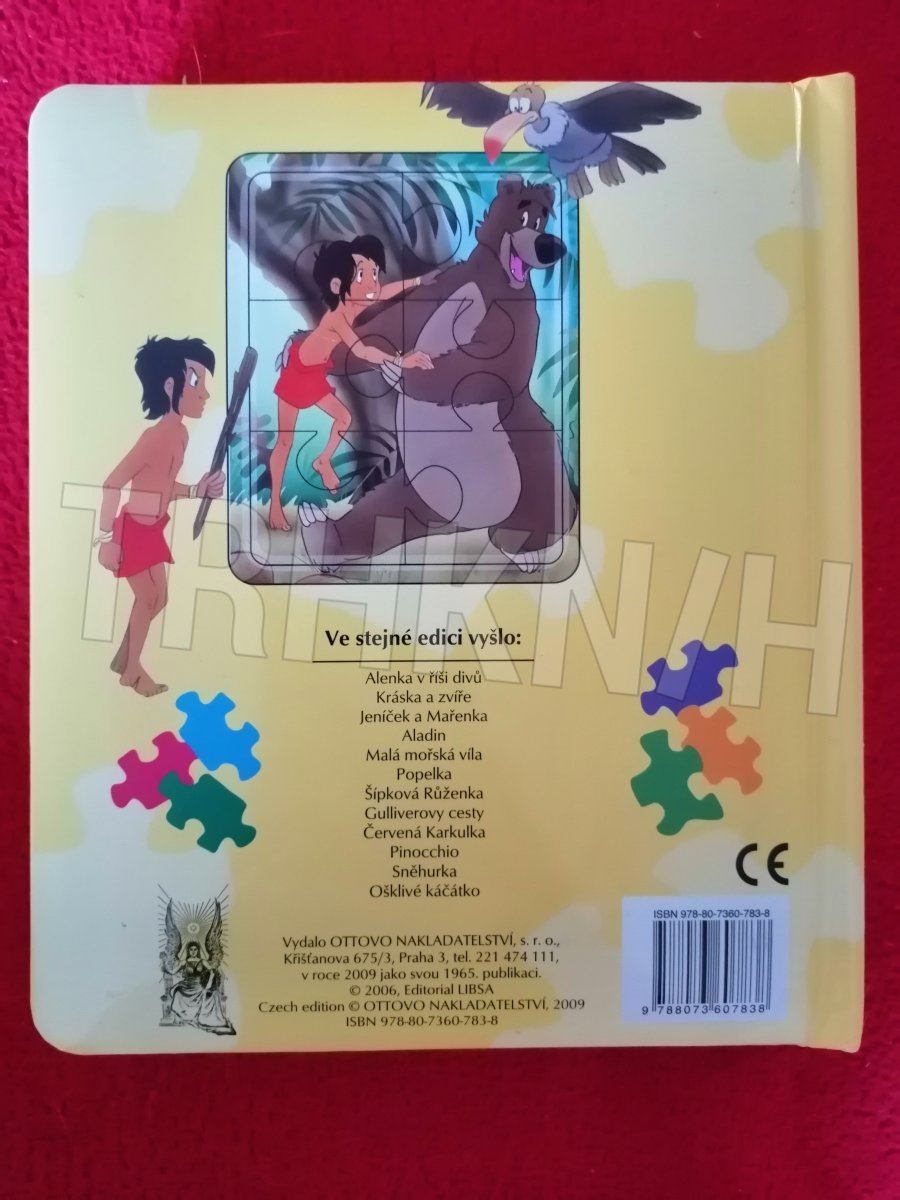 TRHKNIH
Ve stejné edici vyšlo:
Alenka v říši divů
Kráska a zvíře
Jeníček a Mařenka
Aladin
Malá mořská víla
Popelka
Šípková Růženka
Gulliverovy cesty
Červená Karkulka
Pinocchio
Sněhurka
Ošklivé káčátko
Vydalo OTTOVO NAKLADATELSTVÍ, s. r. o.,
Křišťanova 675/3, Praha 3, tel. 221 474 111,
v roce 2009 jako svou 1965. publikaci.
© 2006, Editorial LIBSA
Czech edition © OTTOVO NAKLADATELSTVÍ, 2009
ISBN 978-80-7360-783-8
CE
ISBN 978-80-7360-783-8
9 788073 607838